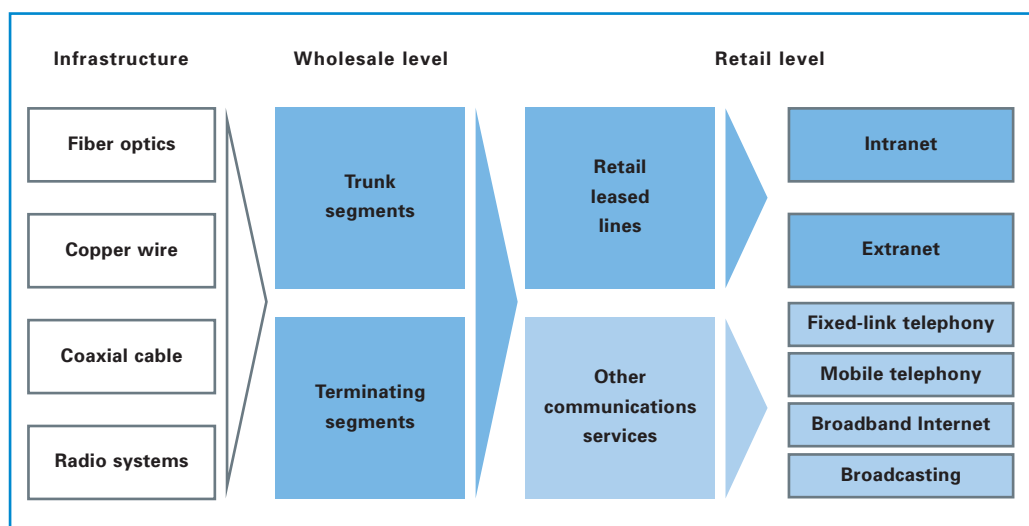 Infrastructure
Wholesale level
Retail level
Fiber optics
Copper wire
Coaxial cable
Radio systems
Trunk
segments
Terminating
segments
Retail
leased
lines
Other
communications
services
Intranet
Extranet
Fixed-link telephony
Mobile telephony
Broadband Internet
Broadcasting